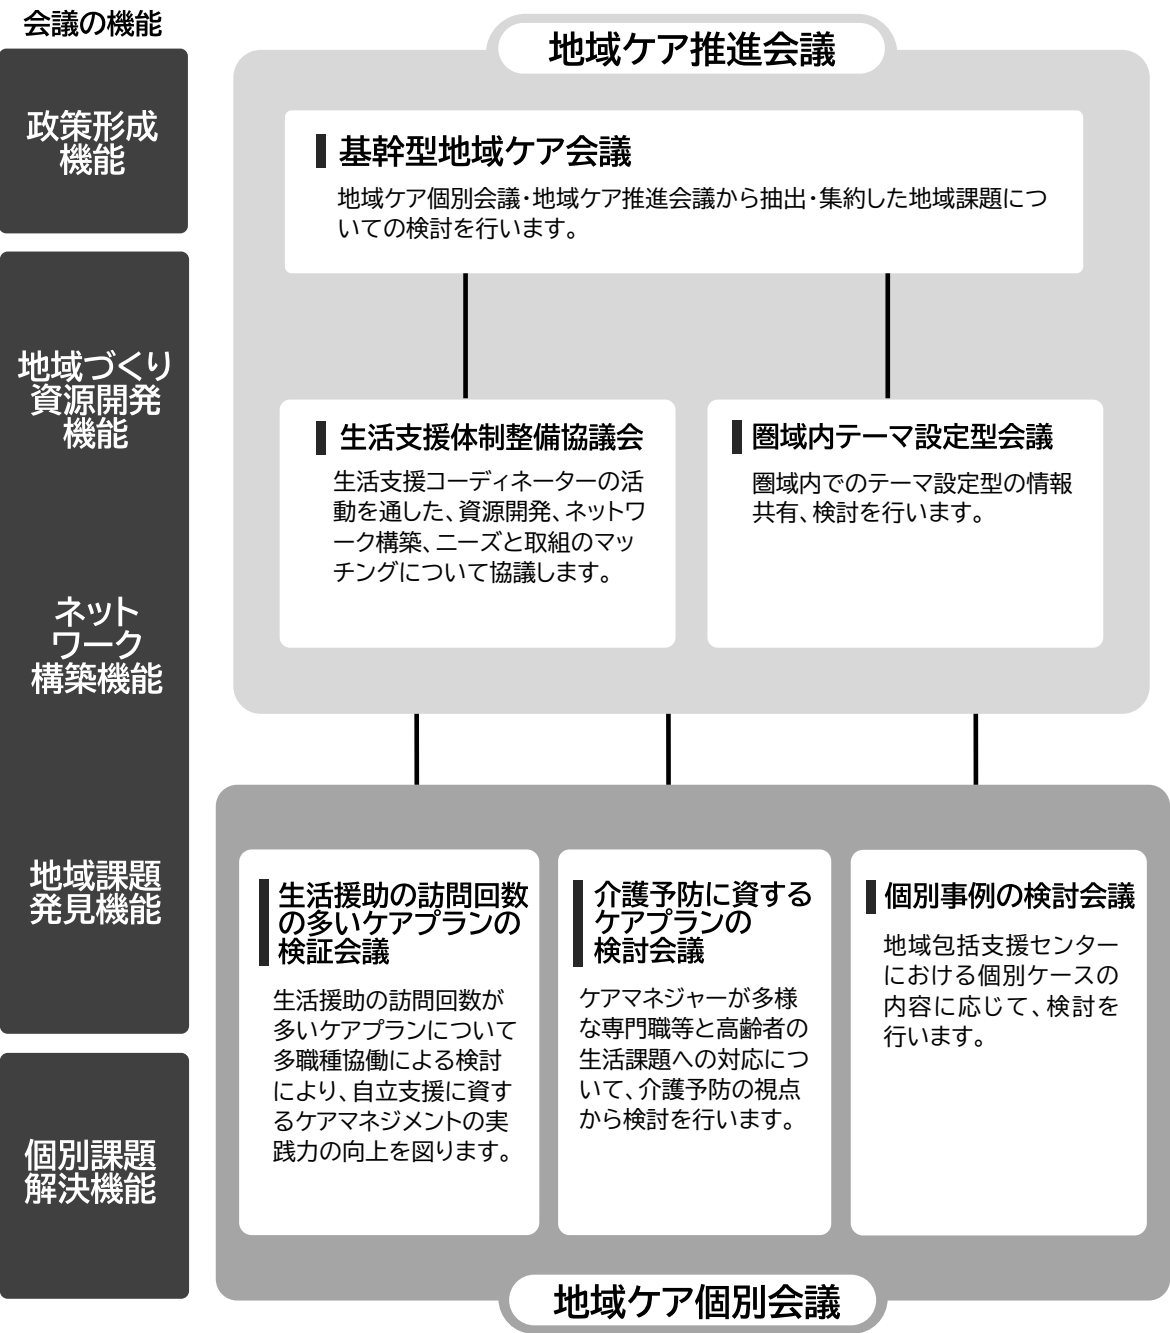 会議の機能
政策形成
機能
地域づくり
資源開発
機能
ネット
ワーク
構築機能
地域課題
発見機能
個別課題
解決機能
地域ケア推進会議
基幹型地域ケア会議
地域ケア個別会議・地域ケア推進会議から抽出・集約した地域課題につ
いての検討を行います。
生活支援体制整備協議会
生活支援コーディネーターの活
動を通した、資源開発、ネットワ
ーク構築、ニーズと取組のマッ
チングについて協議します。
圏域内テーマ設定型会議
圏域内でのテーマ設定型の情報
共有、検討を行います。
生活援助の訪問回数
の多いケアプランの
検証会議
生活援助の訪問回数が
多いケアプランについて
多職種協働による検討
により、自立支援に資す
るケアマネジメントの実
践力の向上を図ります。
介護予防に資する
ケアプランの
検討会議
ケアマネジャーが多様
な専門職等と高齢者の
生活課題への対応につ
いて、介護予防の視点
から検討を行います。
個別事例の検討会議
地域包括支援センター
における個別ケースの
内容に応じて、検討を
行います。
地域ケア個別会議